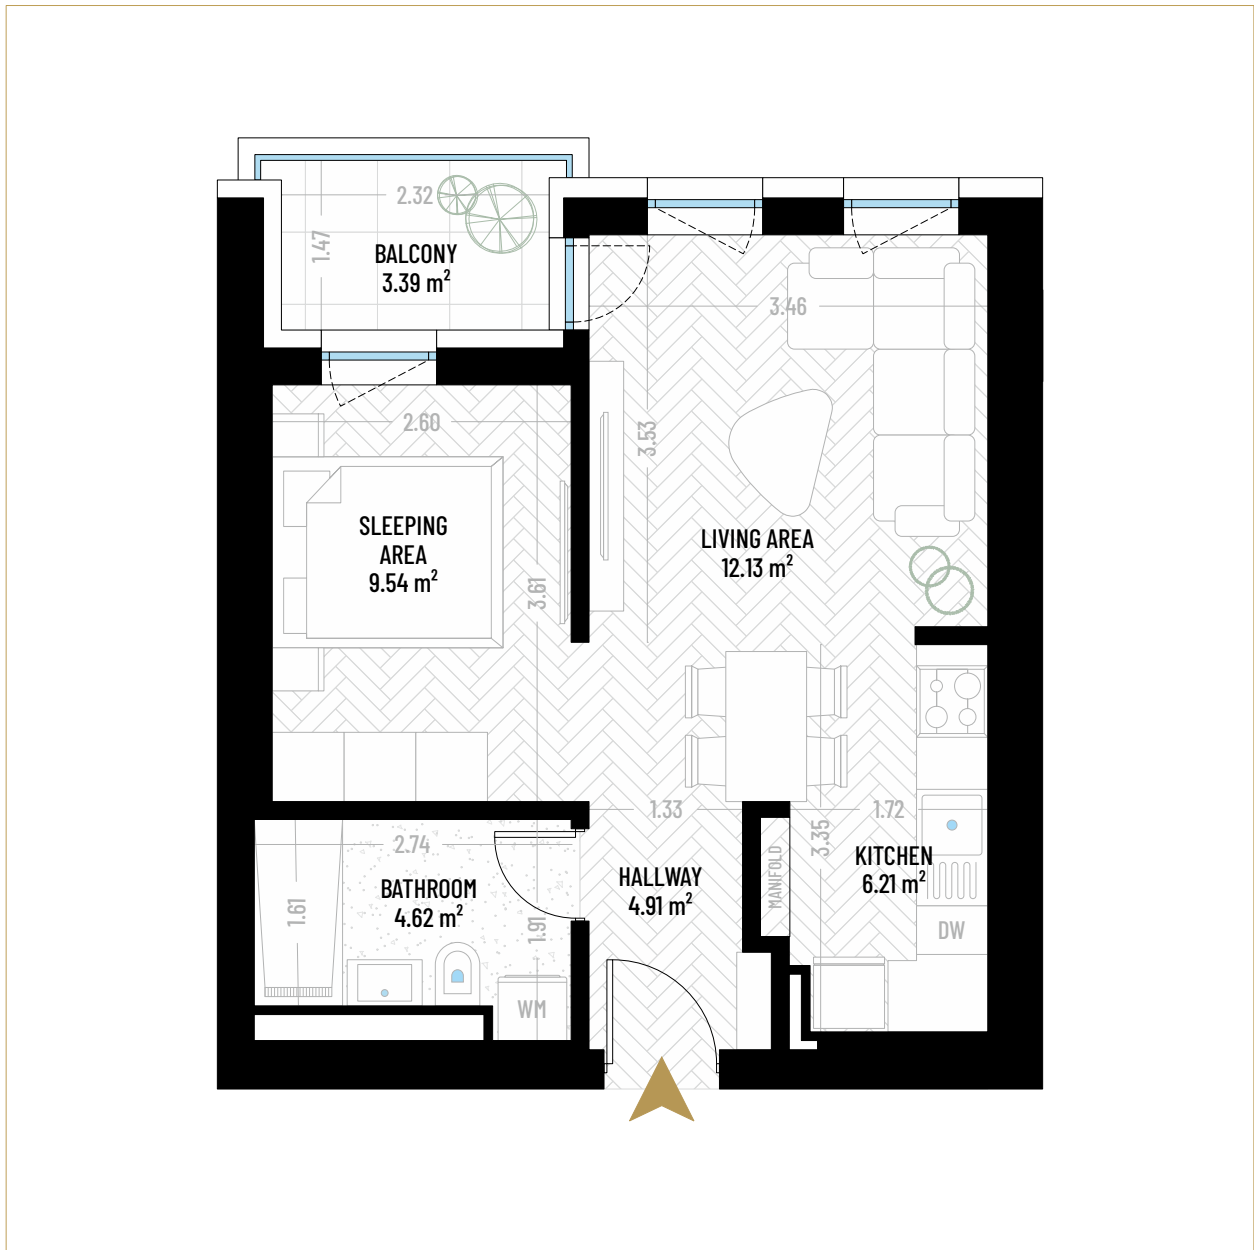 2.32
1.47
BALCONY
3.39 m²
3.46
2.60
3.53
SLEEPING
AREA
9.54 m²
LIVING AREA
12.13 m²
3.61
1.33
1.72
2.74
3.35
MANIFOLD
KITCHEN
6.21 m²
HALLWAY
4.91 m²
BATHROOM
4.62 m²
1.61
1.91
DW
WM